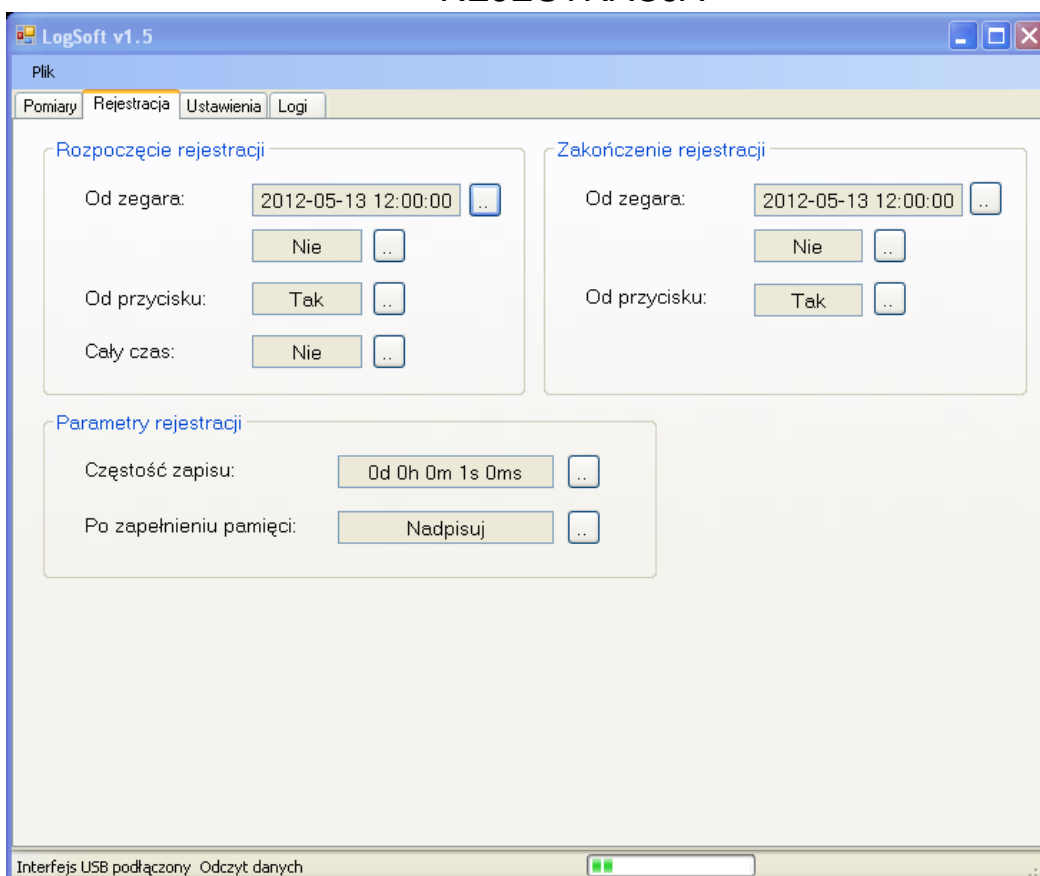 LogSoft v1.5
Plik
Pomiary Rejestracja Ustawienia Logi
Rozpoczęcie rejestracji
Od zegara: 2012-05-13 12:00:00 ..
Nie ..
Od przycisku: Tak ..
Cały czas: Nie ..
Zakończenie rejestracji
Od zegara: 2012-05-13 12:00:00 ..
Nie ..
Od przycisku: Tak ..
Parametry rejestracji
Częstość zapisu: 0d 0h 0m 1s 0ms ..
Po zapełnieniu pamięci: Nadpisuj ..
Interfejs USB podłączony Odczyt danych